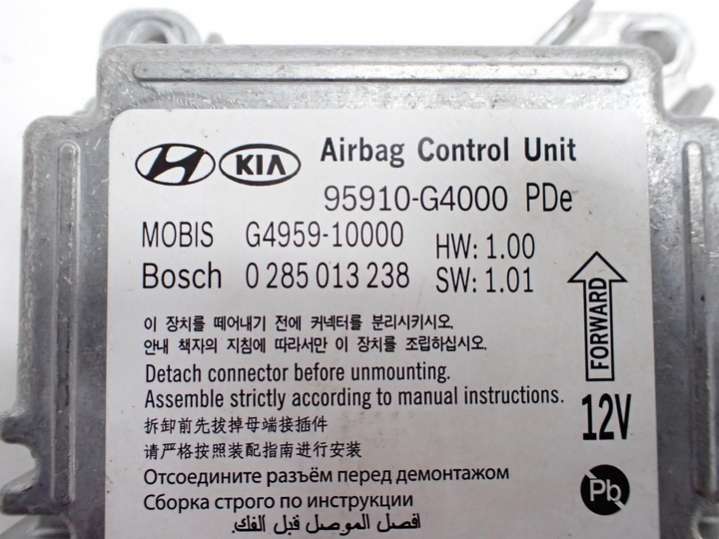 KIA Airbag Control Unit
95910-G4000 PDe
MOBIS G4959-10000 HW: 1.00
Bosch 0 285 013 238 SW: 1.01
이 장치를 떼어내기 전에 커넥터를 분리시키시오.
안내 책자의 지침에 따라서만 이 장치를 조립하십시오.
Detach connector before unmounting.
Assemble strictly according to manual instructions.
拆卸前先拔掉母端接插件
请严格按照装配指南进行安装
Отсоедините разъём перед демонтажом
Сборка строго по инструкции
افصل الموصل قبل الفك.
FORWARD
12V
Pb